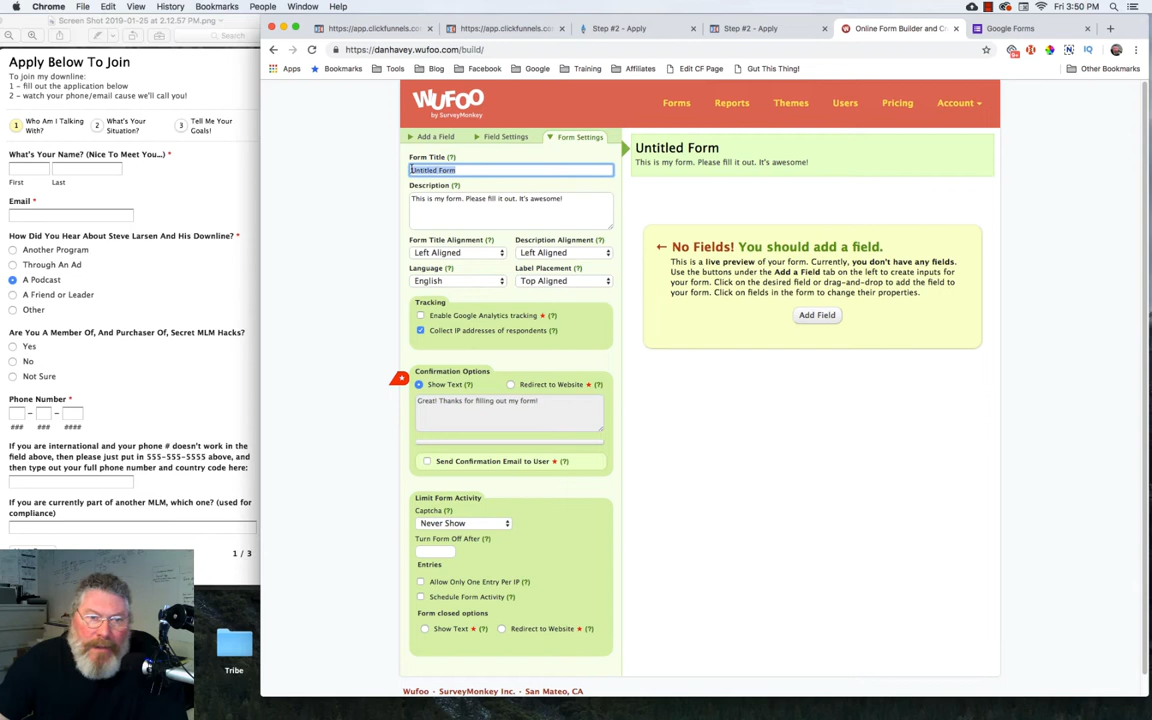 Chrome File Edit View History Bookmarks People Window Help
Fri 3:50 PM
Screen Shot 2019-01-25 at 2.12.57 PM.png
Search
Apply Below To Join
To join my downline:
1 - fill out the application below
2 - watch your phone/email cause we'll call you!
1 Who Am I Talking With?
2 What's Your Situation?
3 Tell Me Your Goals!
What's Your Name? (Nice To Meet You...) *
First Last
Email *
How Did You Hear About Steve Larsen And His Downline? *
Another Program
Through An Ad
A Podcast
A Friend or Leader
Other
Are You A Member Of, And Purchaser Of, Secret MLM Hacks?
Yes
No
Not Sure
Phone Number *
- -
### ### ####
If you are international and your phone # doesn't work in the
field above, then please just put in 555-555-5555 above, and
then type out your full phone number and country code here:
If you are currently part of another MLM, which one? (used for
compliance)
1 / 3
Tribe
https://app.clickfunnels.com
https://app.clickfunnels.com
Step #2 - Apply
Step #2 - Apply
Online Form Builder and C
Google Forms
https://danhavey.wufoo.com/build/
Apps Bookmarks Tools Blog Facebook Google Training Affiliates Edit CF Page Gut This Thing! Other Bookmarks
WUFOO
by SurveyMonkey
Forms Reports Themes Users Pricing Account
Add a Field Field Settings Form Settings
Form Title (?)
Untitled Form
Description (?)
This is my form. Please fill it out. It's awesome!
Form Title Alignment (?) Description Alignment (?)
Left Aligned Left Aligned
Language (?) Label Placement (?)
English Top Aligned
Tracking
Enable Google Analytics tracking ★ (?)
Collect IP addresses of respondents (?)
Confirmation Options
Show Text (?) Redirect to Website ★ (?)
Great! Thanks for filling out my form!
Send Confirmation Email to User ★ (?)
Limit Form Activity
Captcha (?)
Never Show
Turn Form Off After (?)
Entries
Allow Only One Entry Per IP (?)
Schedule Form Activity (?)
Form closed options
Show Text ★ (?) Redirect to Website ★ (?)
Untitled Form
This is my form. Please fill it out. It's awesome!
← No Fields! You should add a field.
This is a live preview of your form. Currently, you don't have any fields.
Use the buttons under the Add a Field tab on the left to create inputs for
your form. Click on the desired field or drag-and-drop to add the field to
your form. Click on fields in the form to change their properties.
Add Field
Wufoo · SurveyMonkey Inc. · San Mateo, CA